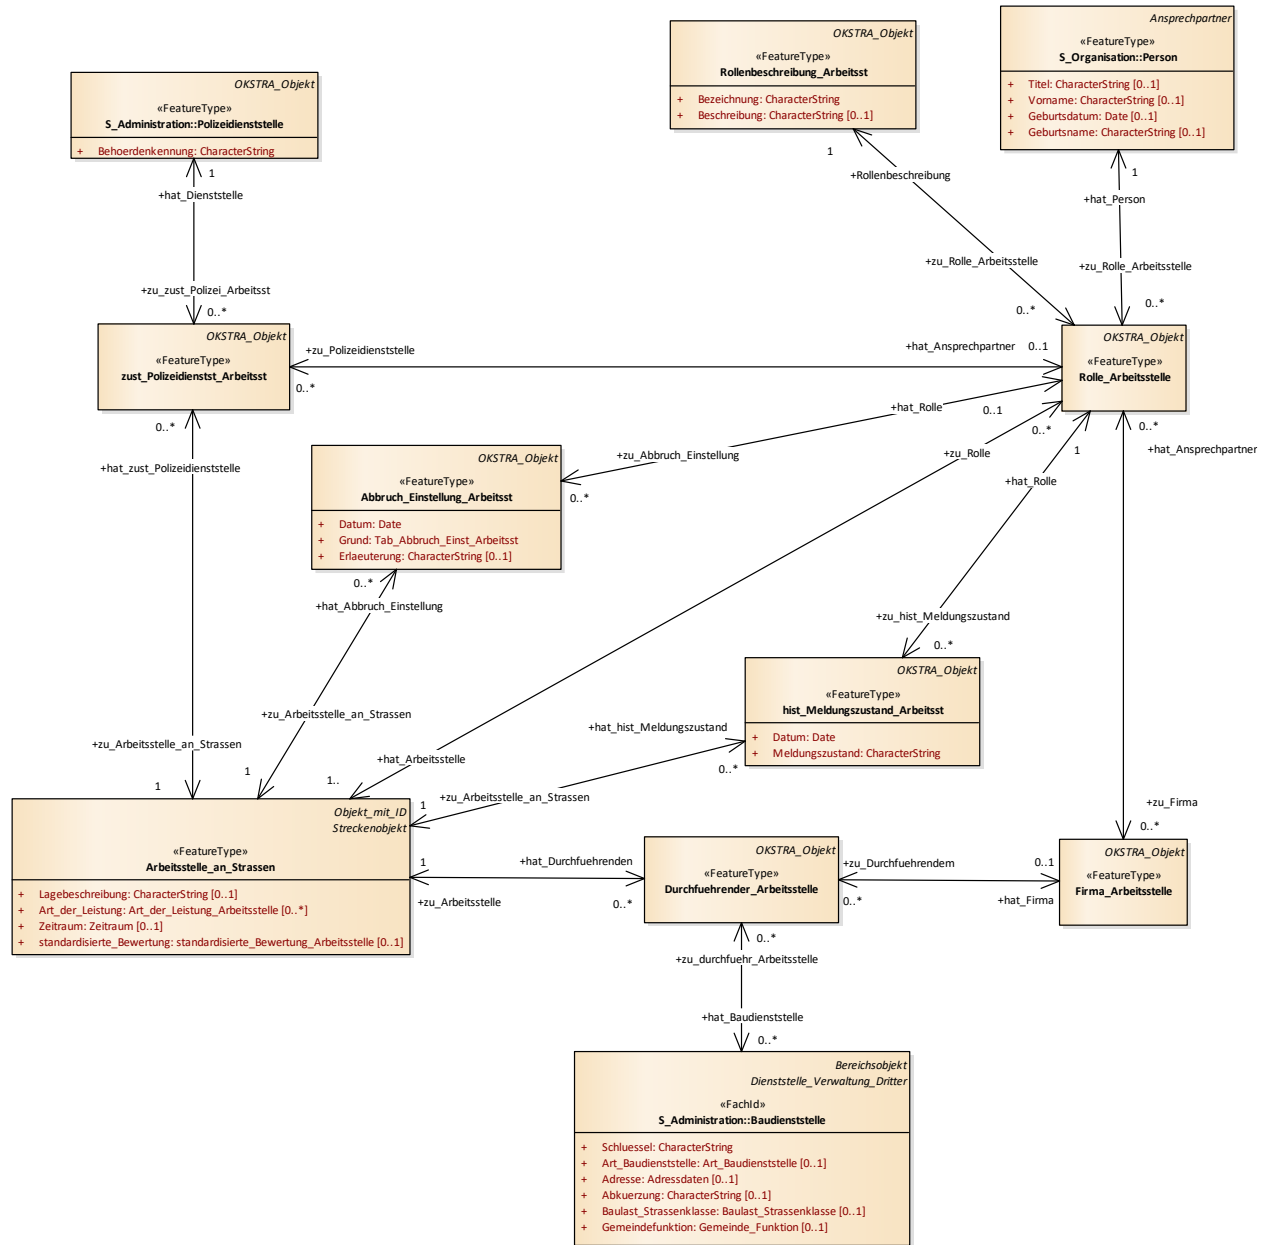 Ansprechpartner
«FeatureType»
S_Organisation::Person
+ Titel: CharacterString [0..1]
+ Vorname: CharacterString [0..1]
+ Geburtsdatum: Date [0..1]
+ Geburtsname: CharacterString [0..1]
OKSTRA_Objekt
«FeatureType»
Rollenbeschreibung_Arbeitsst
+ Bezeichnung: CharacterString
+ Beschreibung: CharacterString [0..1]
OKSTRA_Objekt
«FeatureType»
S_Administration::Polizeidienststelle
+ Behoerdenkennung: CharacterString
1
+hat_Dienststelle
+zu_zust_Polizei_Arbeitsst
0..*
1
+Rollenbeschreibung
+zu_Rolle_Arbeitsstelle
0..*
1
+hat_Person
+zu_Rolle_Arbeitsstelle
0..*
OKSTRA_Objekt
«FeatureType»
zust_Polizeidienstst_Arbeitsst
+zu_Polizeidienststelle
0..*
+hat_Ansprechpartner
0..1
OKSTRA_Objekt
«FeatureType»
Rolle_Arbeitsstelle
0..*
+hat_zust_Polizeidienststelle
+zu_Arbeitsstelle_an_Strassen
1
+hat_Rolle
0..1
+zu_Abbruch_Einstellung
0..*
0..*
+zu_Rolle
+hat_Arbeitsstelle
1..
1
+hat_Rolle
+zu_hist_Meldungszustand
0..*
0..*
+hat_Ansprechpartner
+zu_Firma
0..*
OKSTRA_Objekt
«FeatureType»
Abbruch_Einstellung_Arbeitsst
+ Datum: Date
+ Grund: Tab_Abbruch_Einst_Arbeitsst
+ Erlaeuterung: CharacterString [0..1]
0..*
+hat_Abbruch_Einstellung
+zu_Arbeitsstelle_an_Strassen
1
OKSTRA_Objekt
«FeatureType»
hist_Meldungszustand_Arbeitsst
+ Datum: Date
+ Meldungszustand: CharacterString
+hat_hist_Meldungszustand
0..*
+zu_Arbeitsstelle_an_Strassen
1
Objekt_mit_ID
Streckenobjekt
«FeatureType»
Arbeitsstelle_an_Strassen
+ Lagebeschreibung: CharacterString [0..1]
+ Art_der_Leistung: Art_der_Leistung_Arbeitsstelle [0..*]
+ Zeitraum: Zeitraum [0..1]
+ standardisierte_Bewertung: standardisierte_Bewertung_Arbeitsstelle [0..1]
1
+zu_Arbeitsstelle
+hat_Durchfuehrenden
0..*
OKSTRA_Objekt
«FeatureType»
Durchfuehrender_Arbeitsstelle
+zu_Durchfuehrendem
0..*
0..1
+hat_Firma
OKSTRA_Objekt
«FeatureType»
Firma_Arbeitsstelle
0..*
+zu_durchfuehr_Arbeitsstelle
+hat_Baudienststelle
0..*
Bereichsobjekt
Dienststelle_Verwaltung_Dritter
«FachId»
S_Administration::Baudienststelle
+ Schluessel: CharacterString
+ Art_Baudienststelle: Art_Baudienststelle [0..1]
+ Adresse: Adressdaten [0..1]
+ Abkuerzung: CharacterString [0..1]
+ Baulast_Strassenklasse: Baulast_Strassenklasse [0..1]
+ Gemeindefunktion: Gemeinde_Funktion [0..1]